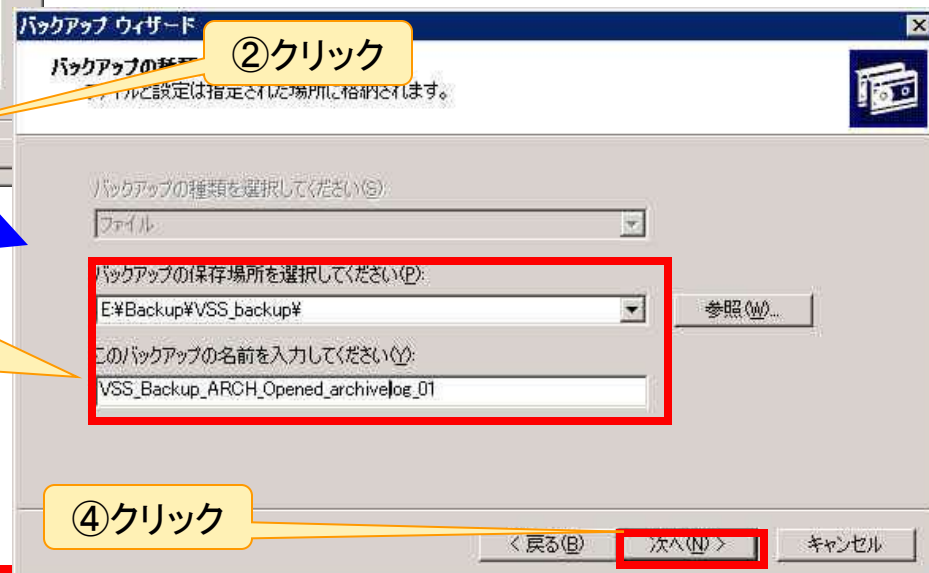 バックアップ ウィザード
②クリック
バックアップの種類
ファイルと設定は指定された場所に格納されます。
バックアップの種類を選択してください(S):
ファイル
バックアップの保存場所を選択してください(P):
E:¥Backup¥VSS_backup¥
参照(W)...
このバックアップの名前を入力してください(Y):
VSS_Backup_ARCH_Opened_archivelog_01
④クリック
< 戻る(B)
次へ(N) >
キャンセル